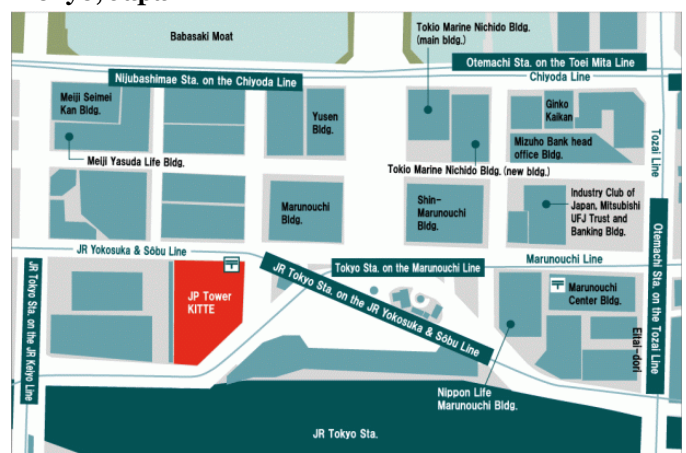 Babasaki Moat
Tokio Marine Nichido Bldg.
(main bldg.)
Otemachi Sta. on the Toei Mita Line
Nijubashimae Sta. on the Chiyoda Line
Chiyoda Line
Meiji Seimei
Kan Bldg.
Yusen
Bldg.
Ginko
Kaikan
Tozai Line
Mizuho Bank head
office Bldg.
Meiji Yasuda Life Bldg.
Tokio Marine Nichido Bldg. (new bldg.)
Marunouchi
Bldg.
Shin-
Marunouchi
Bldg.
Industry Club of
Japan, Mitsubishi
UFJ Trust and
Banking Bldg.
JR Yokosuka & Sôbu Line
Marunouchi Line
Tokyo Sta. on the Marunouchi Line
JR Tokyo Sta. on the JR Yokosuka & Sôbu Line
Otemachi Sta. on the Tozai Line
JR Tokyo Sta. on the JR Keiyo Line
JP Tower
KITTE
Marunouchi
Center Bldg.
Eitai-dori
Nippon Life
Marunouchi Bldg.
JR Tokyo Sta.